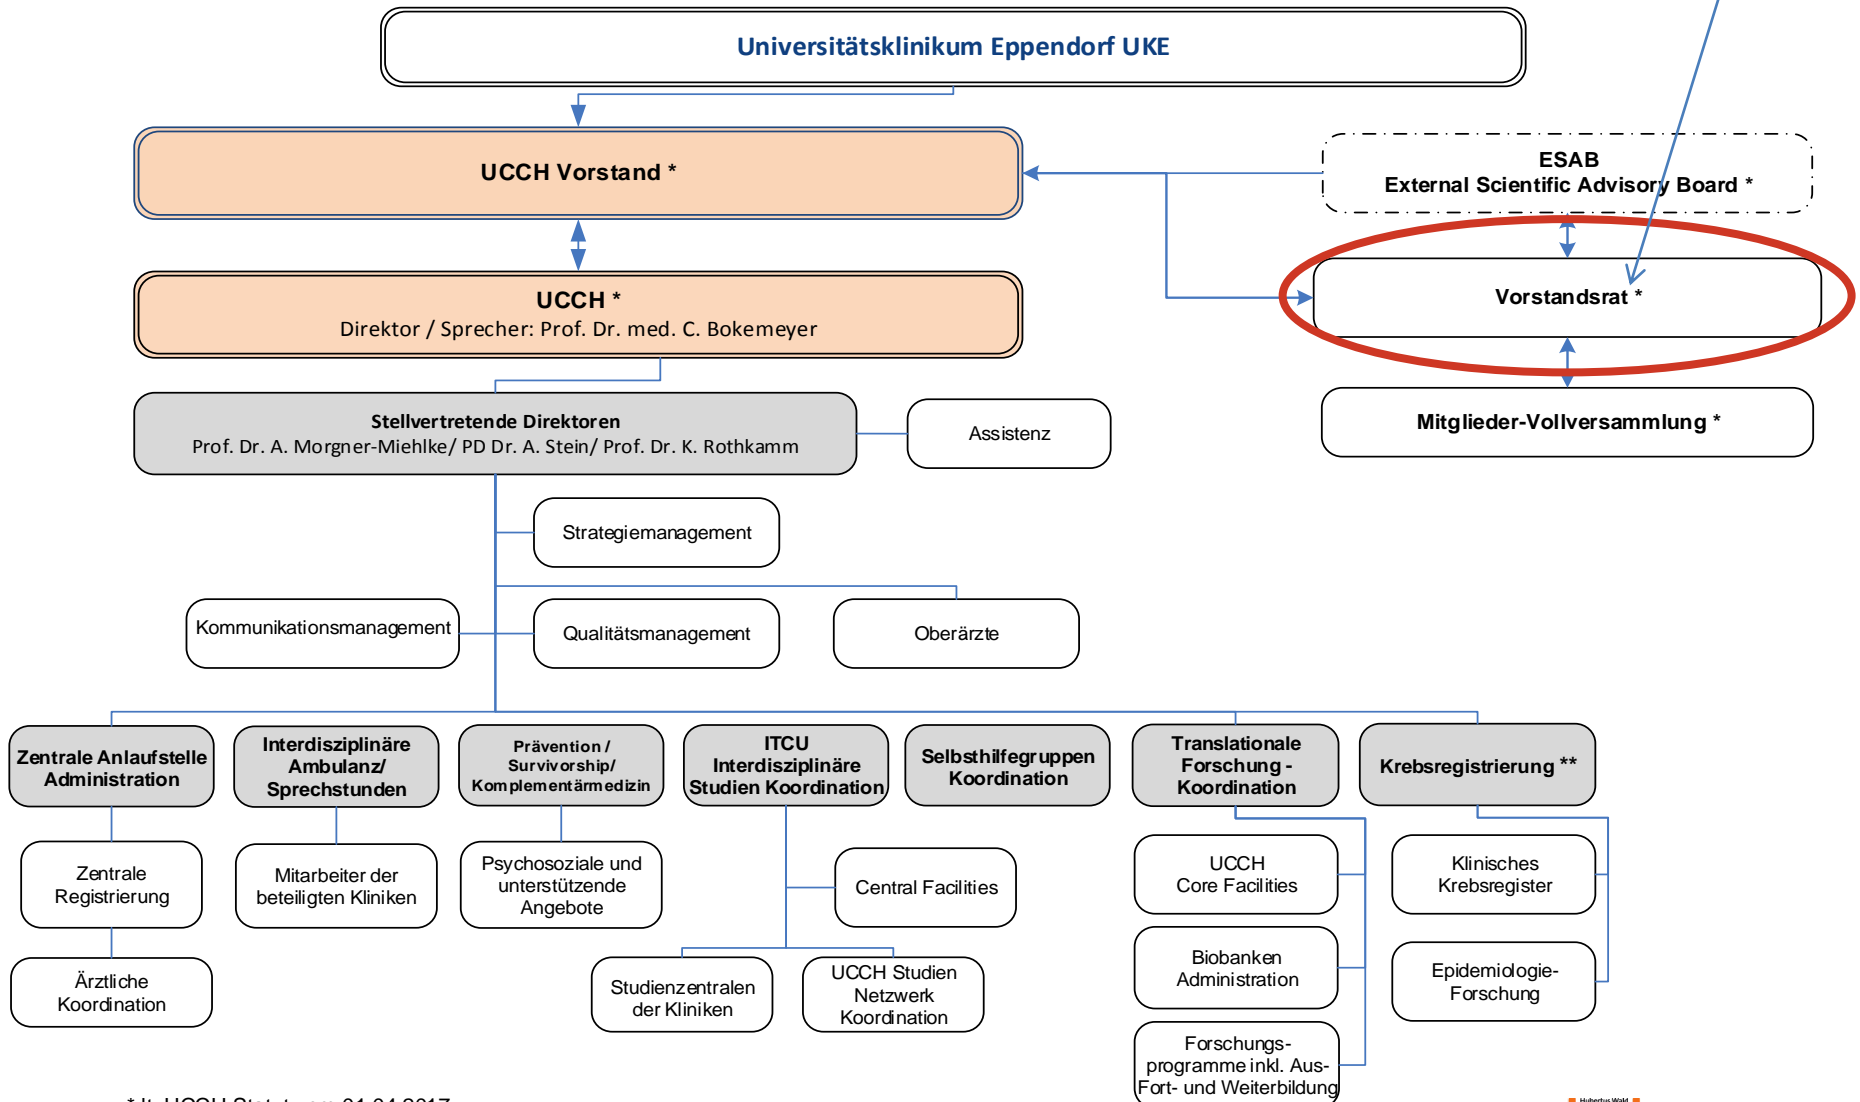 Universitätsklinikum Eppendorf UKE
UCCH Vorstand *
ESAB
External Scientific Advisory Board *
UCCH *
Direktor / Sprecher: Prof. Dr. med. C. Bokemeyer
Vorstandsrat *
Stellvertretende Direktoren
Prof. Dr. A. Morgner-Miehlke/ PD Dr. A. Stein/ Prof. Dr. K. Rothkamm
Assistenz
Mitglieder-Vollversammlung *
Strategiemanagement
Kommunikationsmanagement
Qualitätsmanagement
Oberärzte
Zentrale Anlaufstelle
Administration
Interdisziplinäre
Ambulanz/
Sprechstunden
Prävention /
Survivorship/
Komplementärmedizin
ITCU
Interdisziplinäre
Studien Koordination
Selbsthilfegruppen
Koordination
Translationale
Forschung -
Koordination
Krebsregistrierung **
Zentrale
Registrierung
Mitarbeiter der
beteiligten Kliniken
Psychosoziale und
unterstützende
Angebote
Central Facilities
UCCH
Core Facilities
Klinisches
Krebsregister
Ärztliche
Koordination
Studienzentralen
der Kliniken
UCCH Studien
Netzwerk
Koordination
Biobanken
Administration
Epidemiologie-
Forschung
Forschungs-
programme inkl. Aus-
Fort- und Weiterbildung
Hubertus Wald